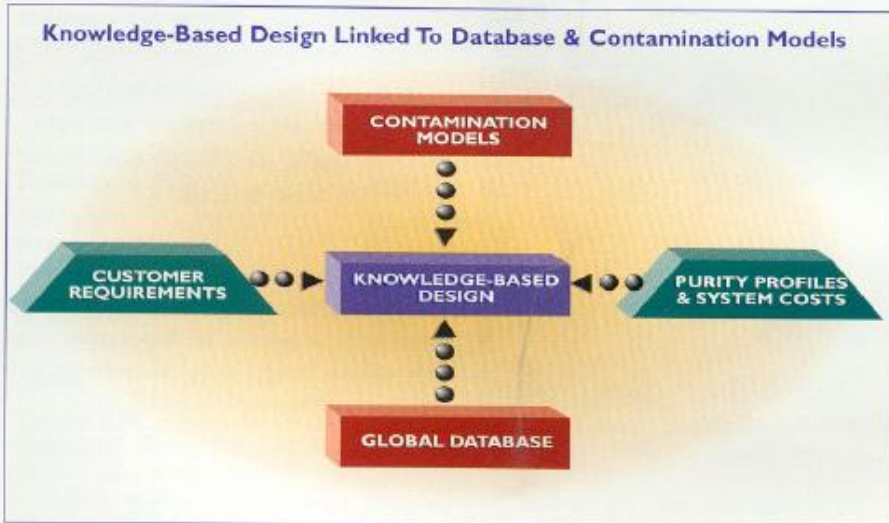 Knowledge-Based Design Linked To Database & Contamination Models
CONTAMINATION
MODELS
CUSTOMER
REQUIREMENTS
KNOWLEDGE-BASED
DESIGN
PURITY PROFILES
& SYSTEM COSTS
GLOBAL DATABASE